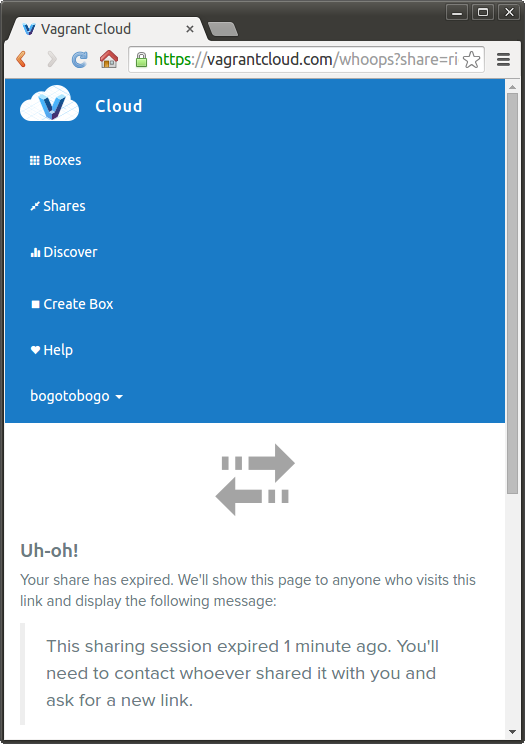 Vagrant Cloud
https://vagrantcloud.com/whoops?share=ri
Cloud
Boxes
Shares
Discover
Create Box
Help
bogotobogo
Uh-oh!
Your share has expired. We'll show this page to anyone who visits this
link and display the following message:
This sharing session expired 1 minute ago. You'll
need to contact whoever shared it with you and
ask for a new link.